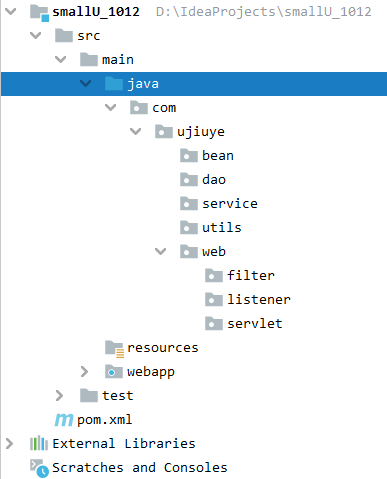 smallU_1012 D:\IdeaProjects\smallU_1012
src
main
java
com
ujiuye
bean
dao
service
utils
web
filter
listener
servlet
resources
webapp
test
m pom.xml
External Libraries
Scratches and Consoles